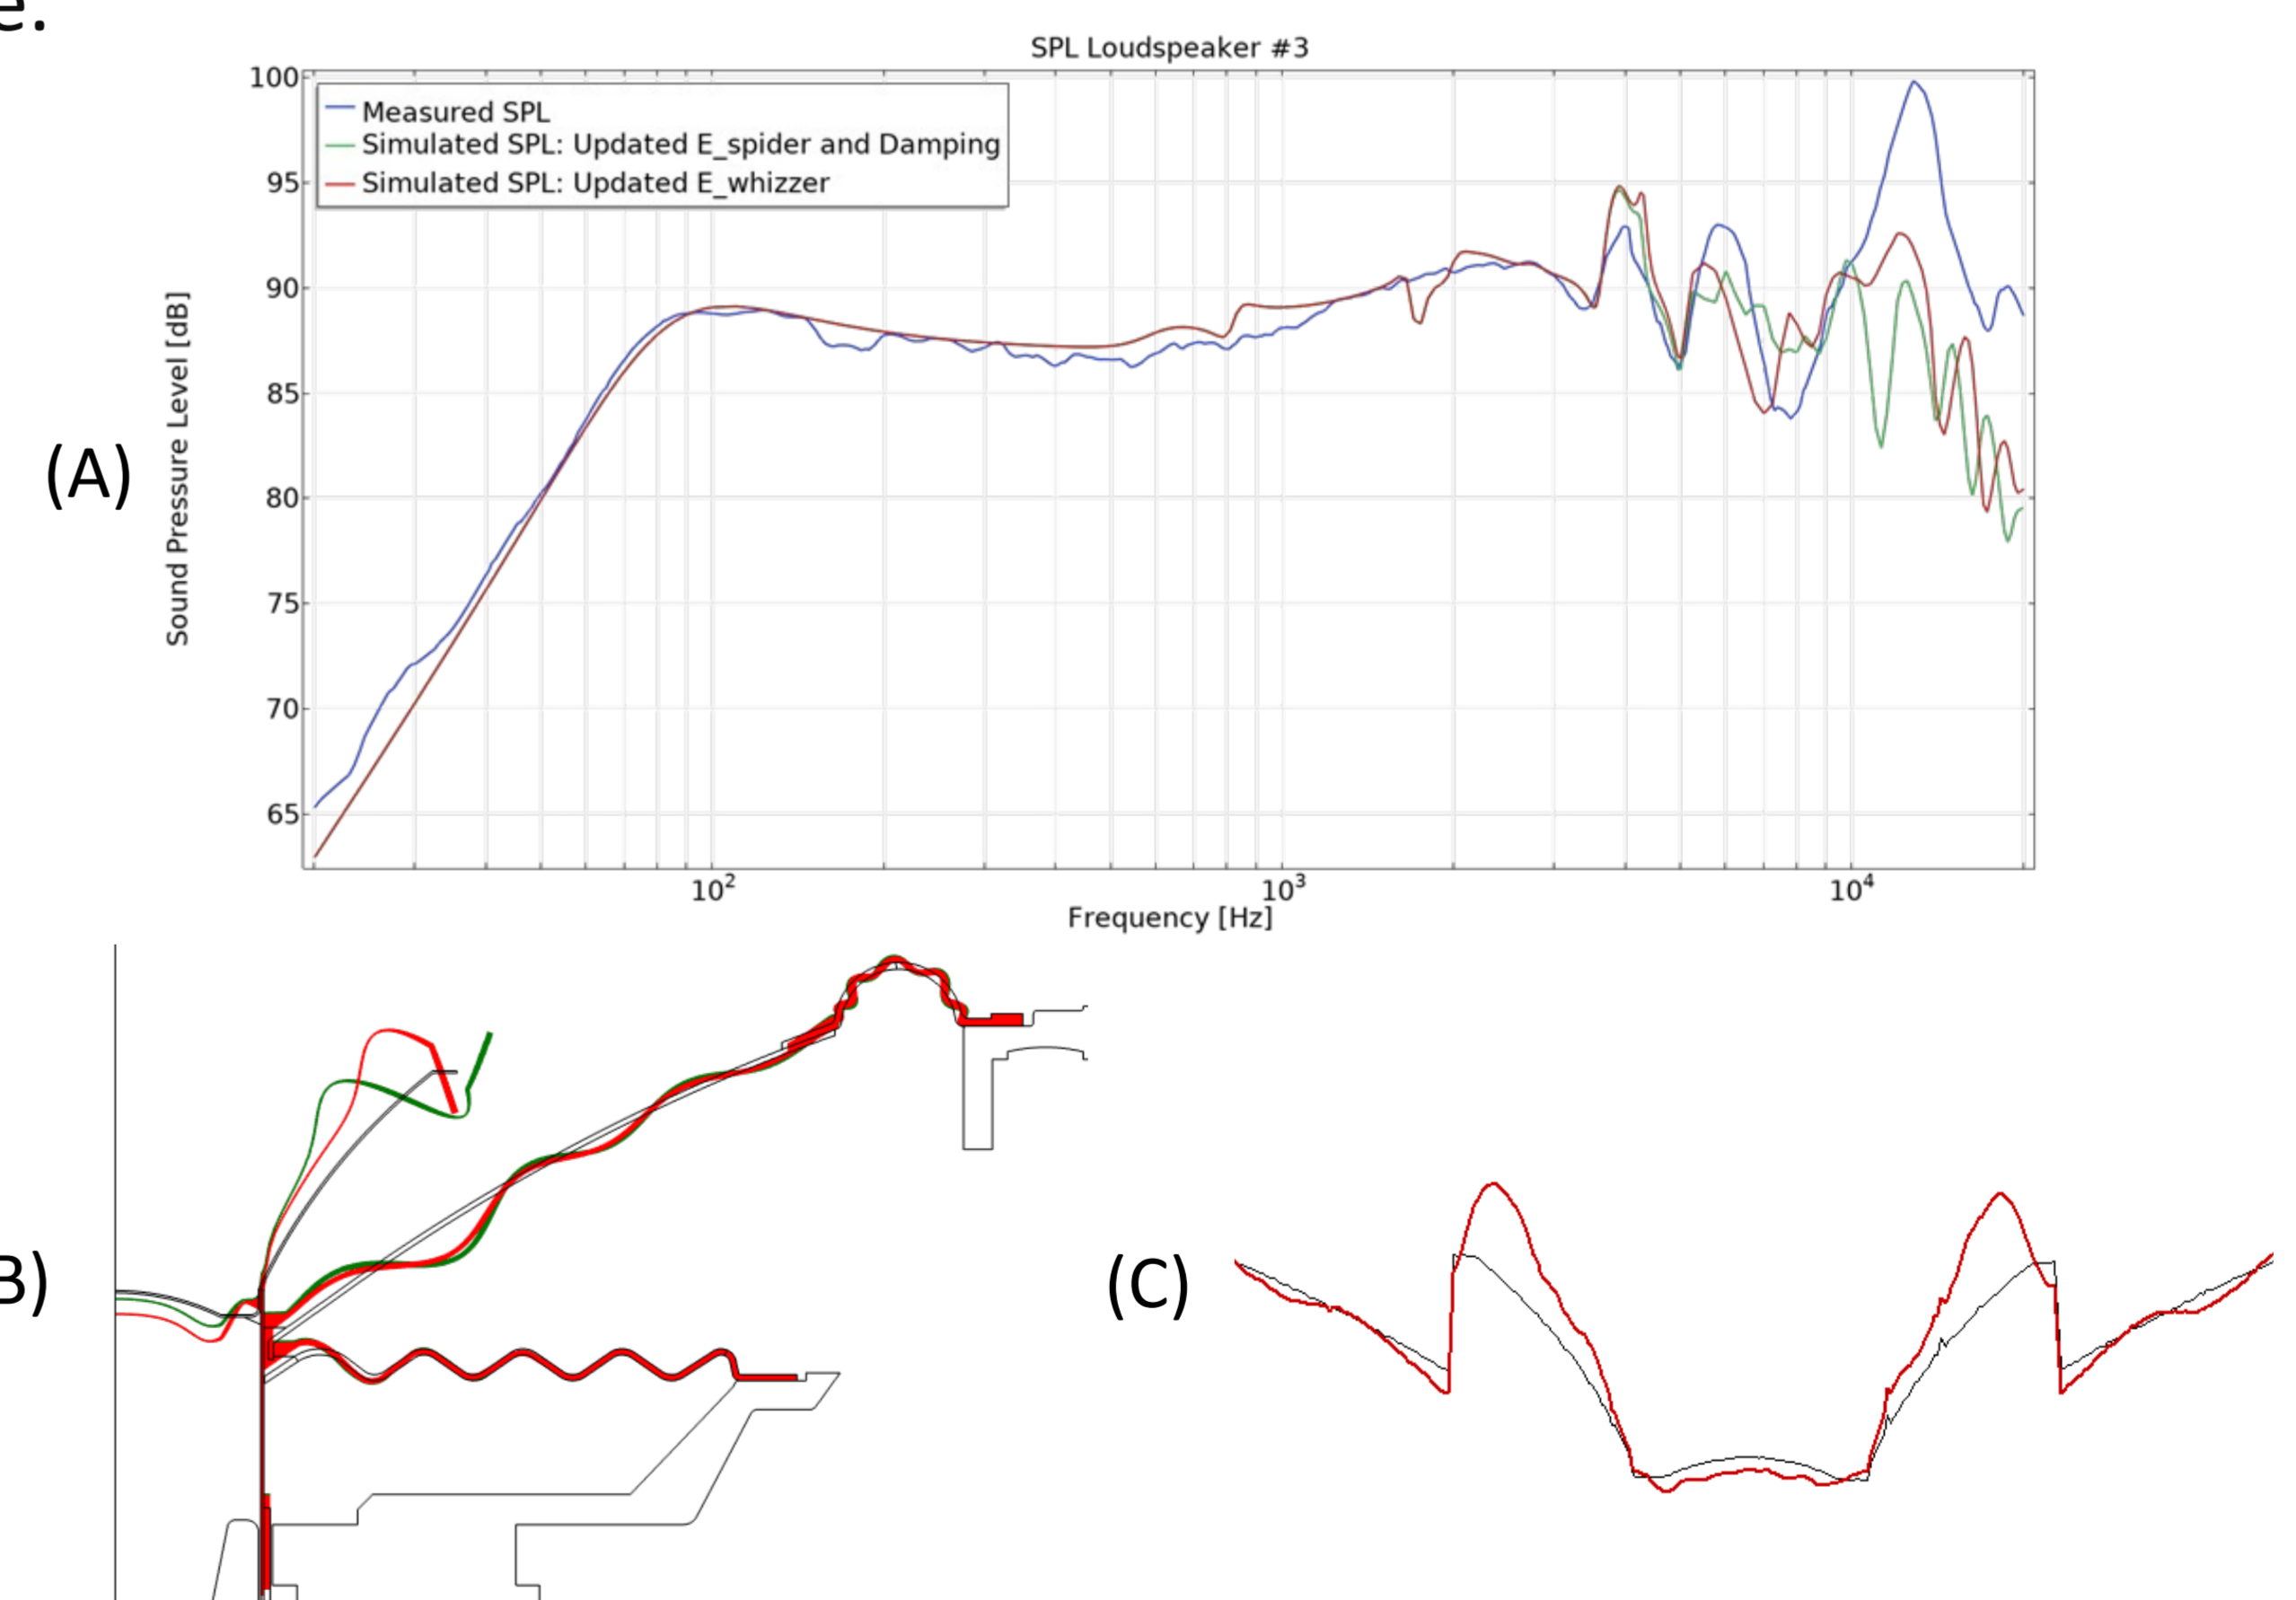 e.
SPL Loudspeaker #3
100
95
90
85
80
75
70
65
Measured SPL
Simulated SPL: Updated E_spider and Damping
Simulated SPL: Updated E_whizzer
Sound Pressure Level [dB]
(A)
10² 10³ 10⁴
Frequency [Hz]
B) (C)